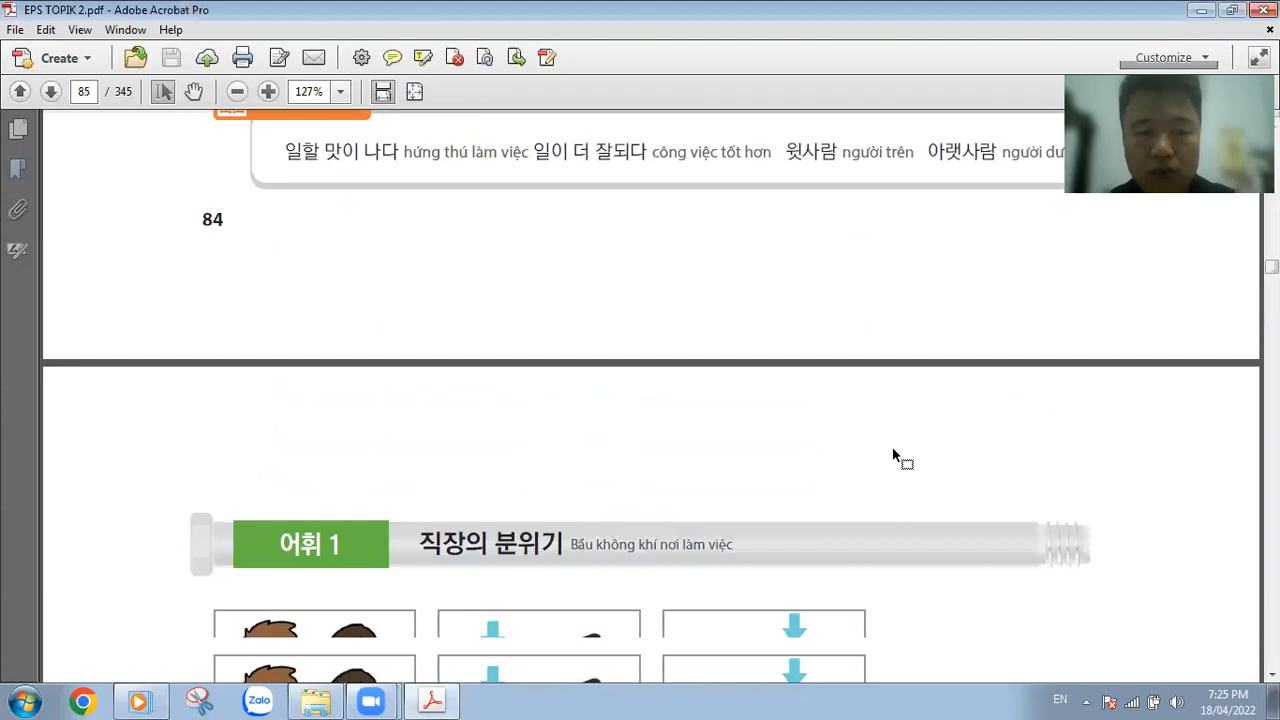 EPS TOPIK 2.pdf - Adobe Acrobat Pro
File Edit View Window Help
Create
Customize
85 / 345
127%
일할 맛이 나다 hứng thú làm việc 일이 더 잘되다 công việc tốt hơn 윗사람 người trên 아랫사람 người dư
84
어휘 1 직장의 분위기 Bầu không khí nơi làm việc
Zalo
EN
7:25 PM
18/04/2022